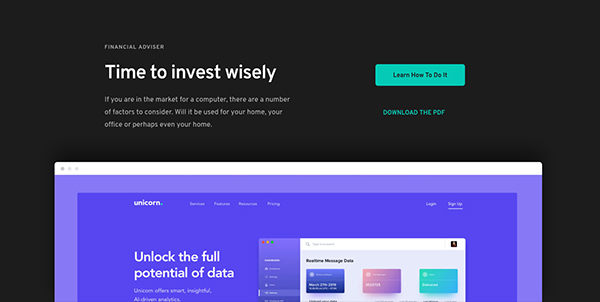 FINANCIAL ADVISER
Time to invest wisely
If you are in the market for a computer, there are a number
of factors to consider. Will it be used for your home, your
office or perhaps even your home.
Learn How To Do It
DOWNLOAD THE PDF
unicorn.
Services
Features
Resources
Pricing
Login
Sign Up
Unlock the full
potential of data
Unicorn offers smart, insightful,
AI-driven analytics.
Realtime Message Data
March 27th 2019